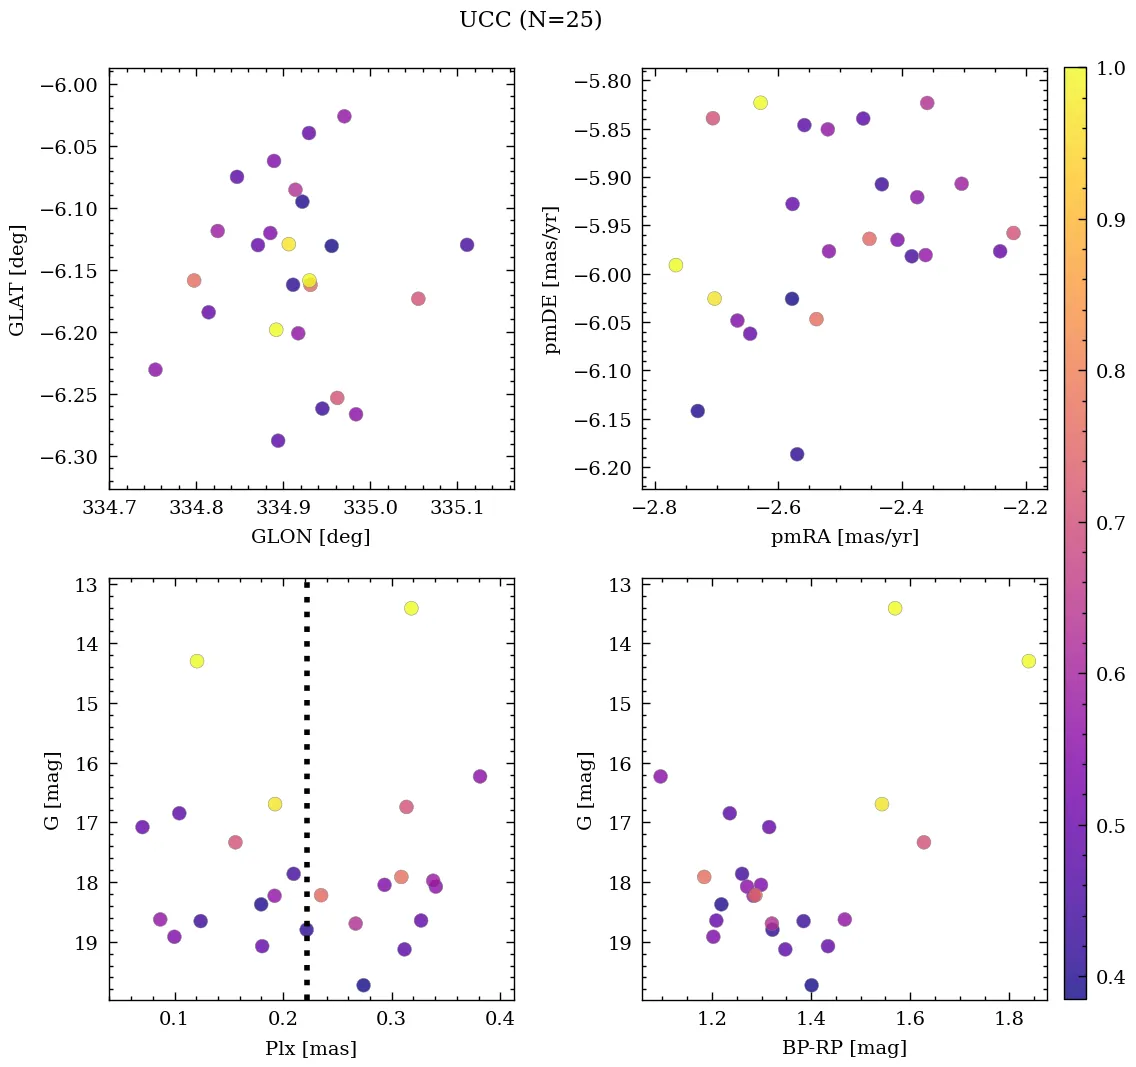 UCC (N=25)
−6.00
−6.05
−6.10
−6.15
−6.20
−6.25
−6.30
GLAT [deg]
334.7 334.8 334.9 335.0 335.1
GLON [deg]
−5.80
−5.85
−5.90
−5.95
−6.00
−6.05
−6.10
−6.15
−6.20
pmDE [mas/yr]
−2.8 −2.6 −2.4 −2.2
pmRA [mas/yr]
13
14
15
16
17
18
19
G [mag]
0.1 0.2 0.3 0.4
Plx [mas]
13
14
15
16
17
18
19
G [mag]
1.2 1.4 1.6 1.8
BP-RP [mag]
1.0
0.9
0.8
0.7
0.6
0.5
0.4